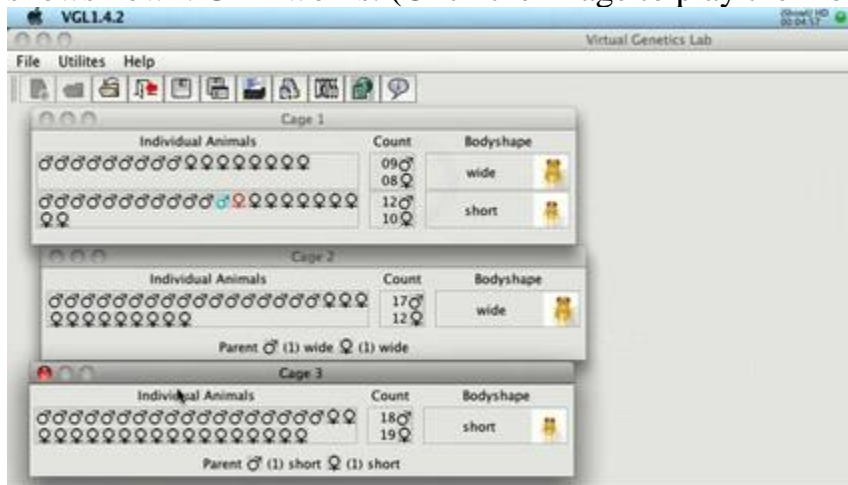 VGL1.4.2
Virtual Genetics Lab
File Utilites Help
Cage 1
Individual Animals Count Bodyshape
♂♂♂♂♂♂♂♂♂♀♀♀♀♀♀♀♀ 09♂ wide
08♀
♂♂♂♂♂♂♂♂♂♂♂♂♀♀♀♀♀♀♀♀ 12♂ short
♀♀ 10♀
Cage 2
Individual Animals Count Bodyshape
♂♂♂♂♂♂♂♂♂♂♂♂♂♂♂♂♂♀♀♀ 17♂ wide
♀♀♀♀♀♀♀♀♀ 12♀
Parent ♂ (1) wide ♀ (1) wide
Cage 3
Individual Animals Count Bodyshape
♂♂♂♂♂♂♂♂♂♂♂♂♂♂♂♂♂♂♀♀ 18♂ short
♀♀♀♀♀♀♀♀♀♀♀♀♀♀♀♀♀ 19♀
Parent ♂ (1) short ♀ (1) short